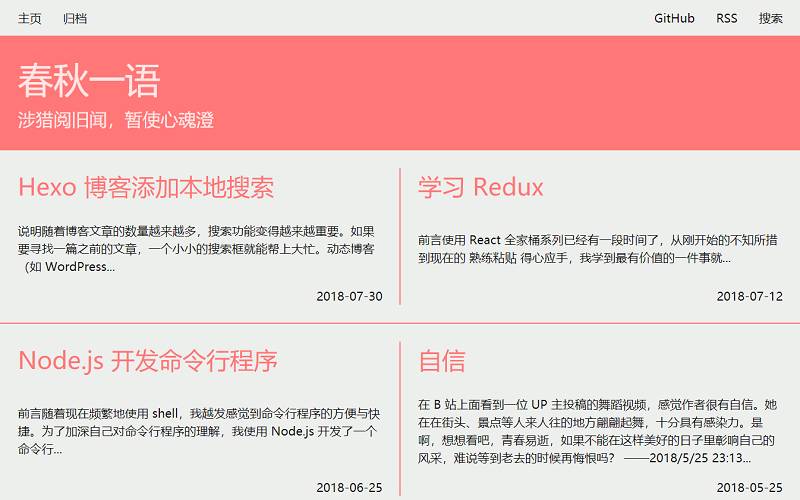 主页 归档 GitHub RSS 搜索
春秋一语
涉猎阅旧闻，暂使心魂澄
Hexo 博客添加本地搜索
说明随着博客文章的数量越来越多，搜索功能变得越来越重要。如果
要寻找一篇之前的文章，一个小小的搜索框就能帮上大忙。动态博客
（如 WordPress...
2018-07-30
学习 Redux
前言使用 React 全家桶系列已经有一段时间了，从刚开始的不知所措
到现在的 熟练粘贴 得心应手，我学到最有价值的一件事就...
2018-07-12
Node.js 开发命令行程序
前言随着现在频繁地使用 shell，我越发感觉到命令行程序的方便与快
捷。为了加深自己对命令行程序的理解，我使用 Node.js 开发了一个
命令行...
2018-06-25
自信
在 B 站上面看到一位 UP 主投稿的舞蹈视频，感觉作者很有自信。她
在在街头、景点等人来人往的地方翩翩起舞，十分具有感染力。是
啊，想想看吧，青春易逝，如果不能在这样美好的日子里影响自己的
风采，难说等到老去的时候再悔恨吗？ ——2018/5/25 23:13...
2018-05-25